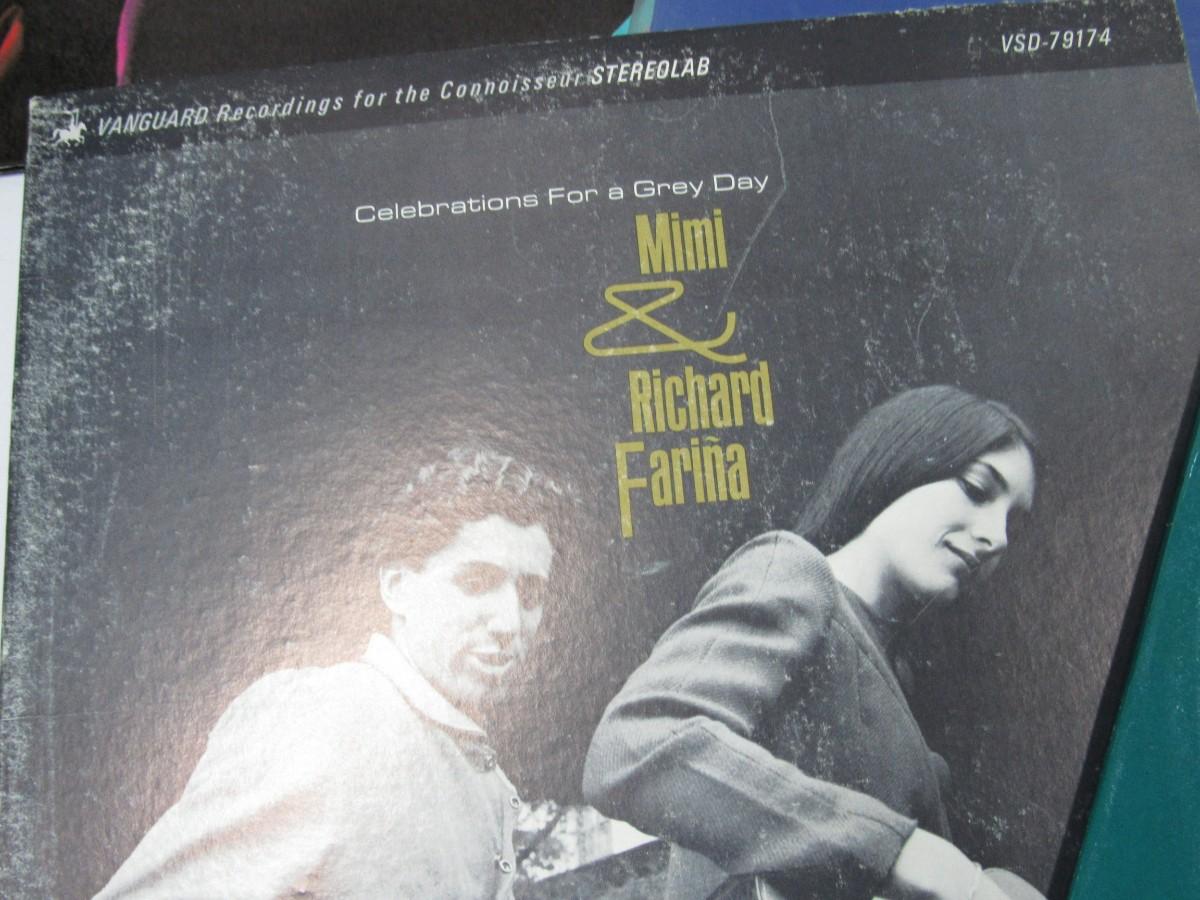 VANGUARD Recordings for the Connoisseur STEREOLAB
VSD-79174
Celebrations For a Grey Day
Mimi
&
Richard
Fariña